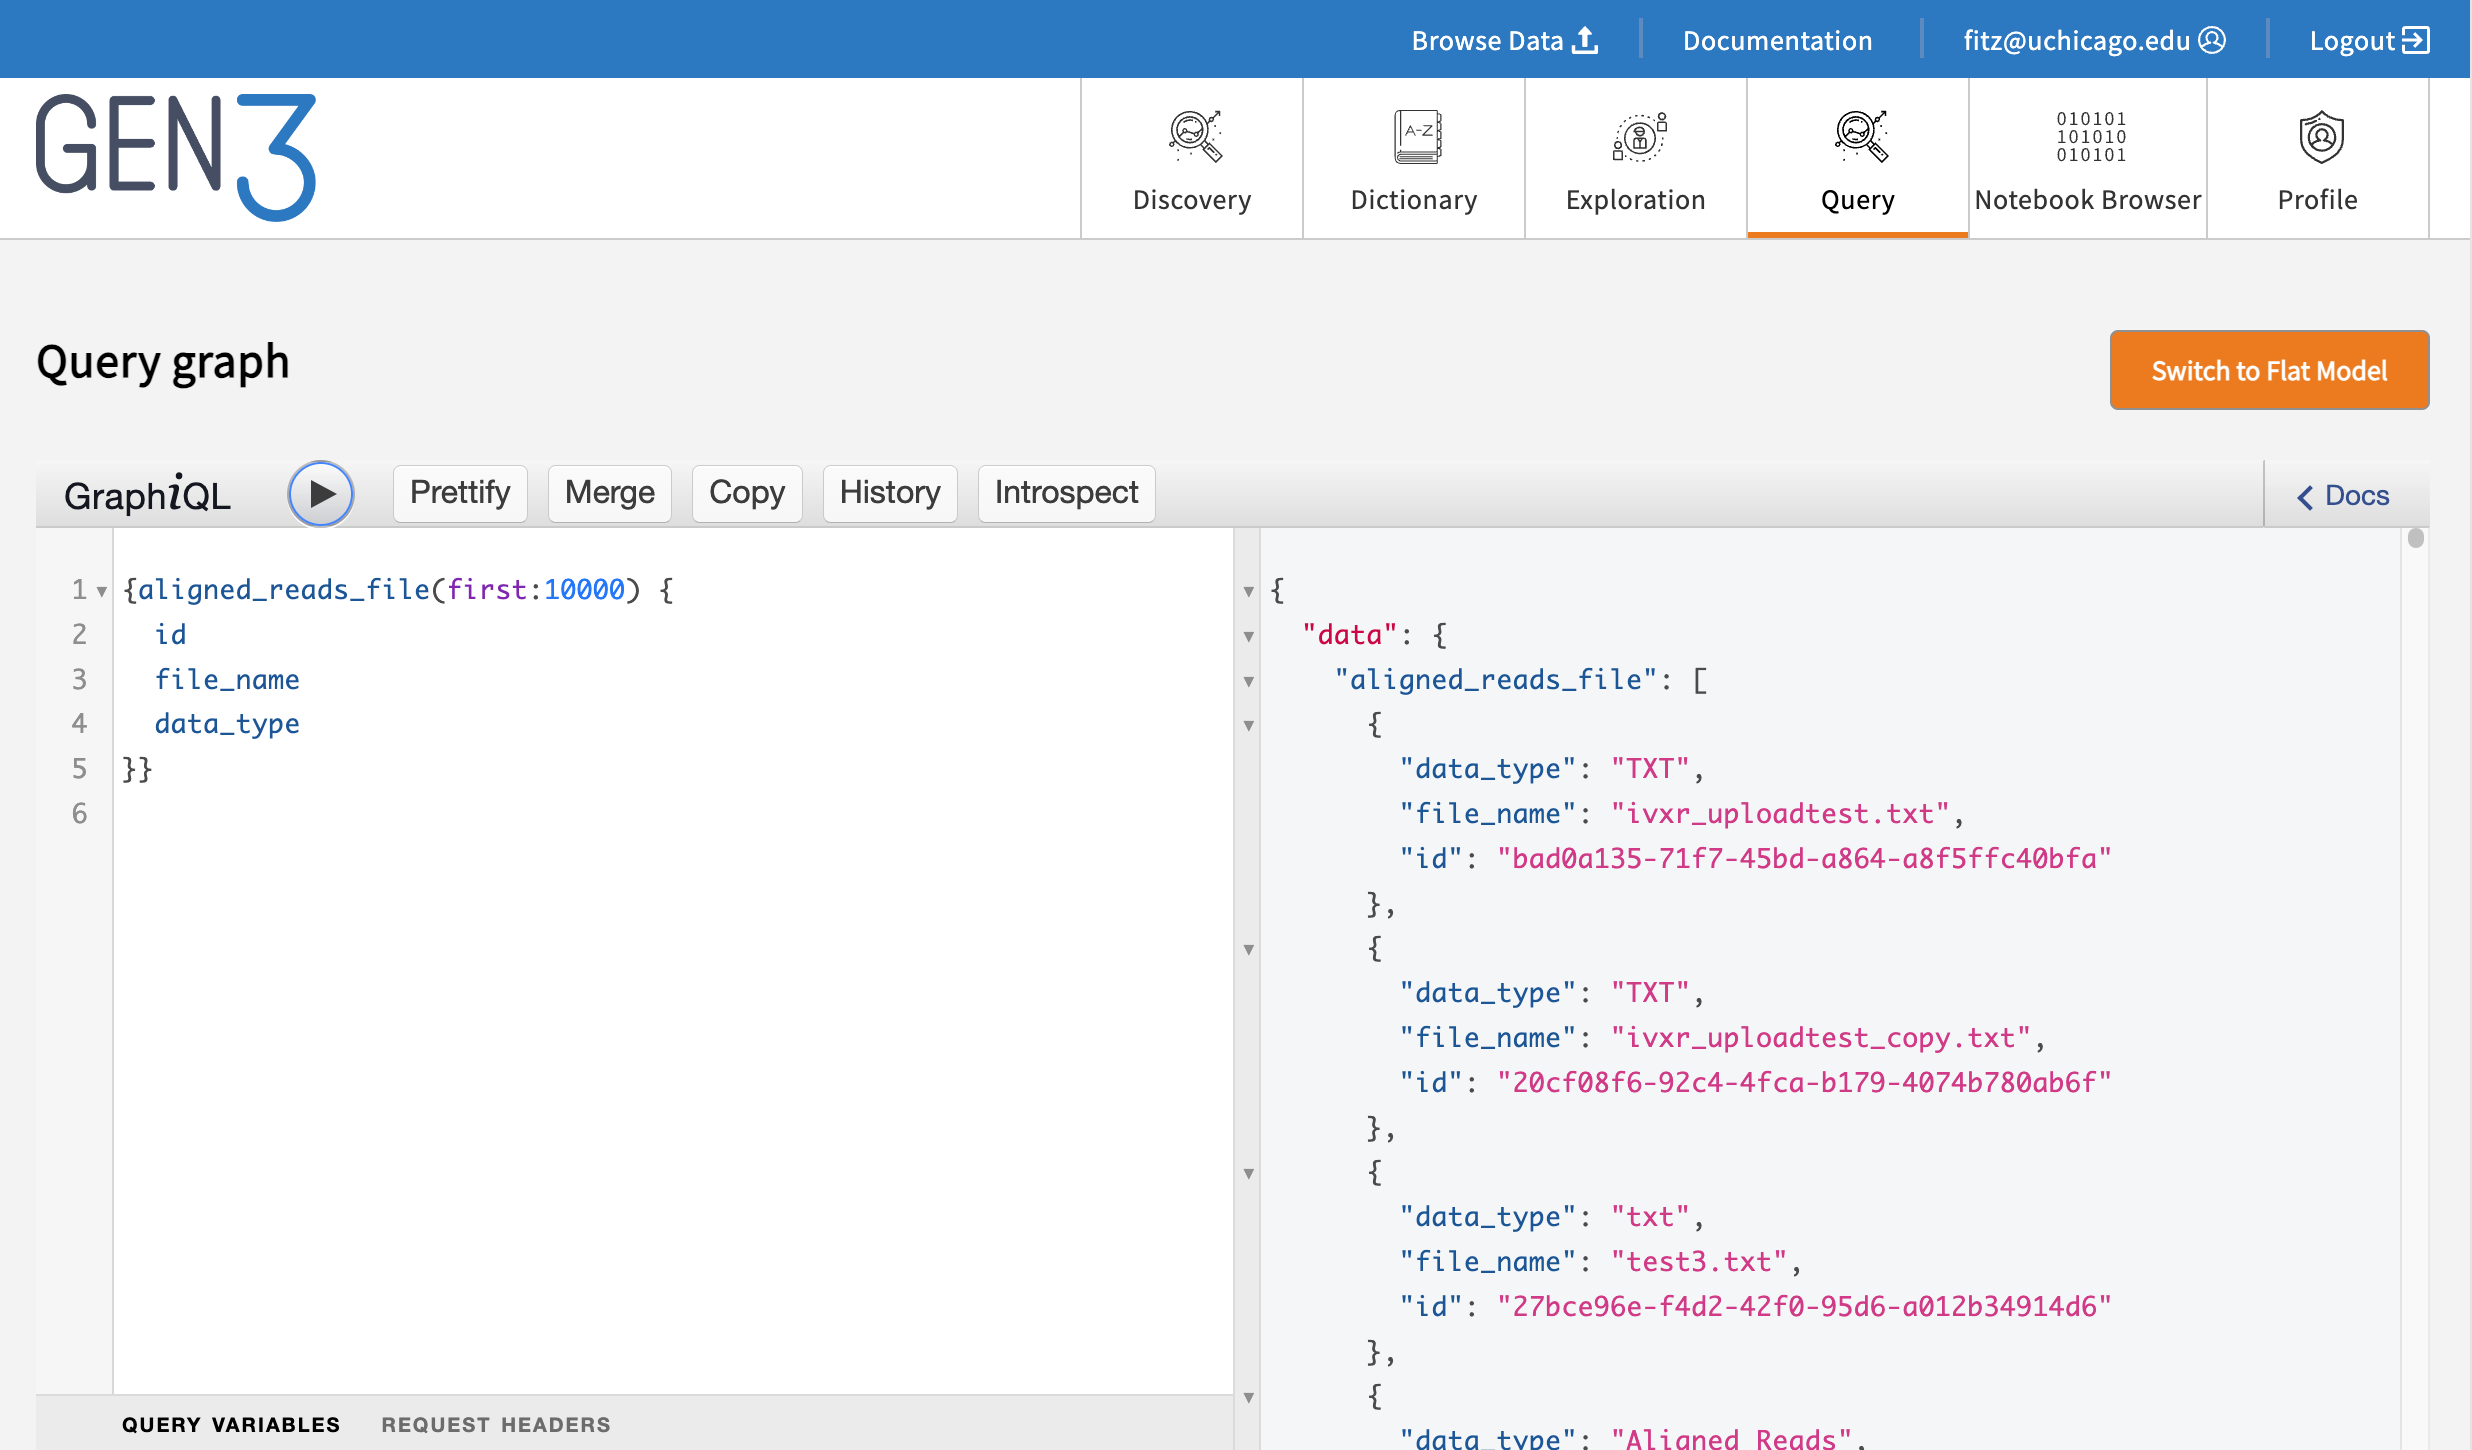 Browse Data Documentation fitz@uchicago.edu Logout
GEN3
A-Z
010101
101010
010101
Discovery Dictionary Exploration Query Notebook Browser Profile
Query graph
Switch to Flat Model
GraphiQL Prettify Merge Copy History Introspect Docs
1 {aligned_reads_file(first:10000) {
2 id
3 file_name
4 data_type
5 }}
6
QUERY VARIABLES REQUEST HEADERS
{
"data": {
"aligned_reads_file": [
{
"data_type": "TXT",
"file_name": "ivxr_uploadtest.txt",
"id": "bad0a135-71f7-45bd-a864-a8f5ffc40bfa"
},
{
"data_type": "TXT",
"file_name": "ivxr_uploadtest_copy.txt",
"id": "20cf08f6-92c4-4fca-b179-4074b780ab6f"
},
{
"data_type": "txt",
"file_name": "test3.txt",
"id": "27bce96e-f4d2-42f0-95d6-a012b34914d6"
},
{
"data_type": "Aligned Reads",